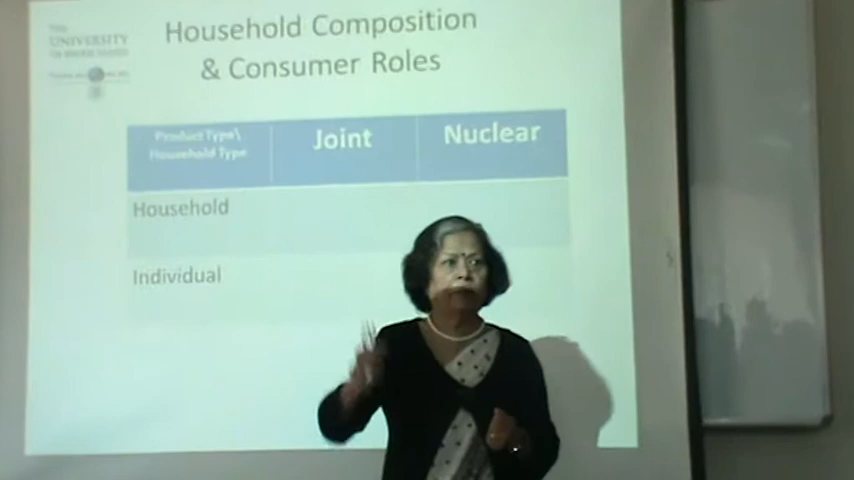 THE
UNIVERSITY
Household Composition
& Consumer Roles
Product Type\
Household Type
Joint
Nuclear
Household
Individual